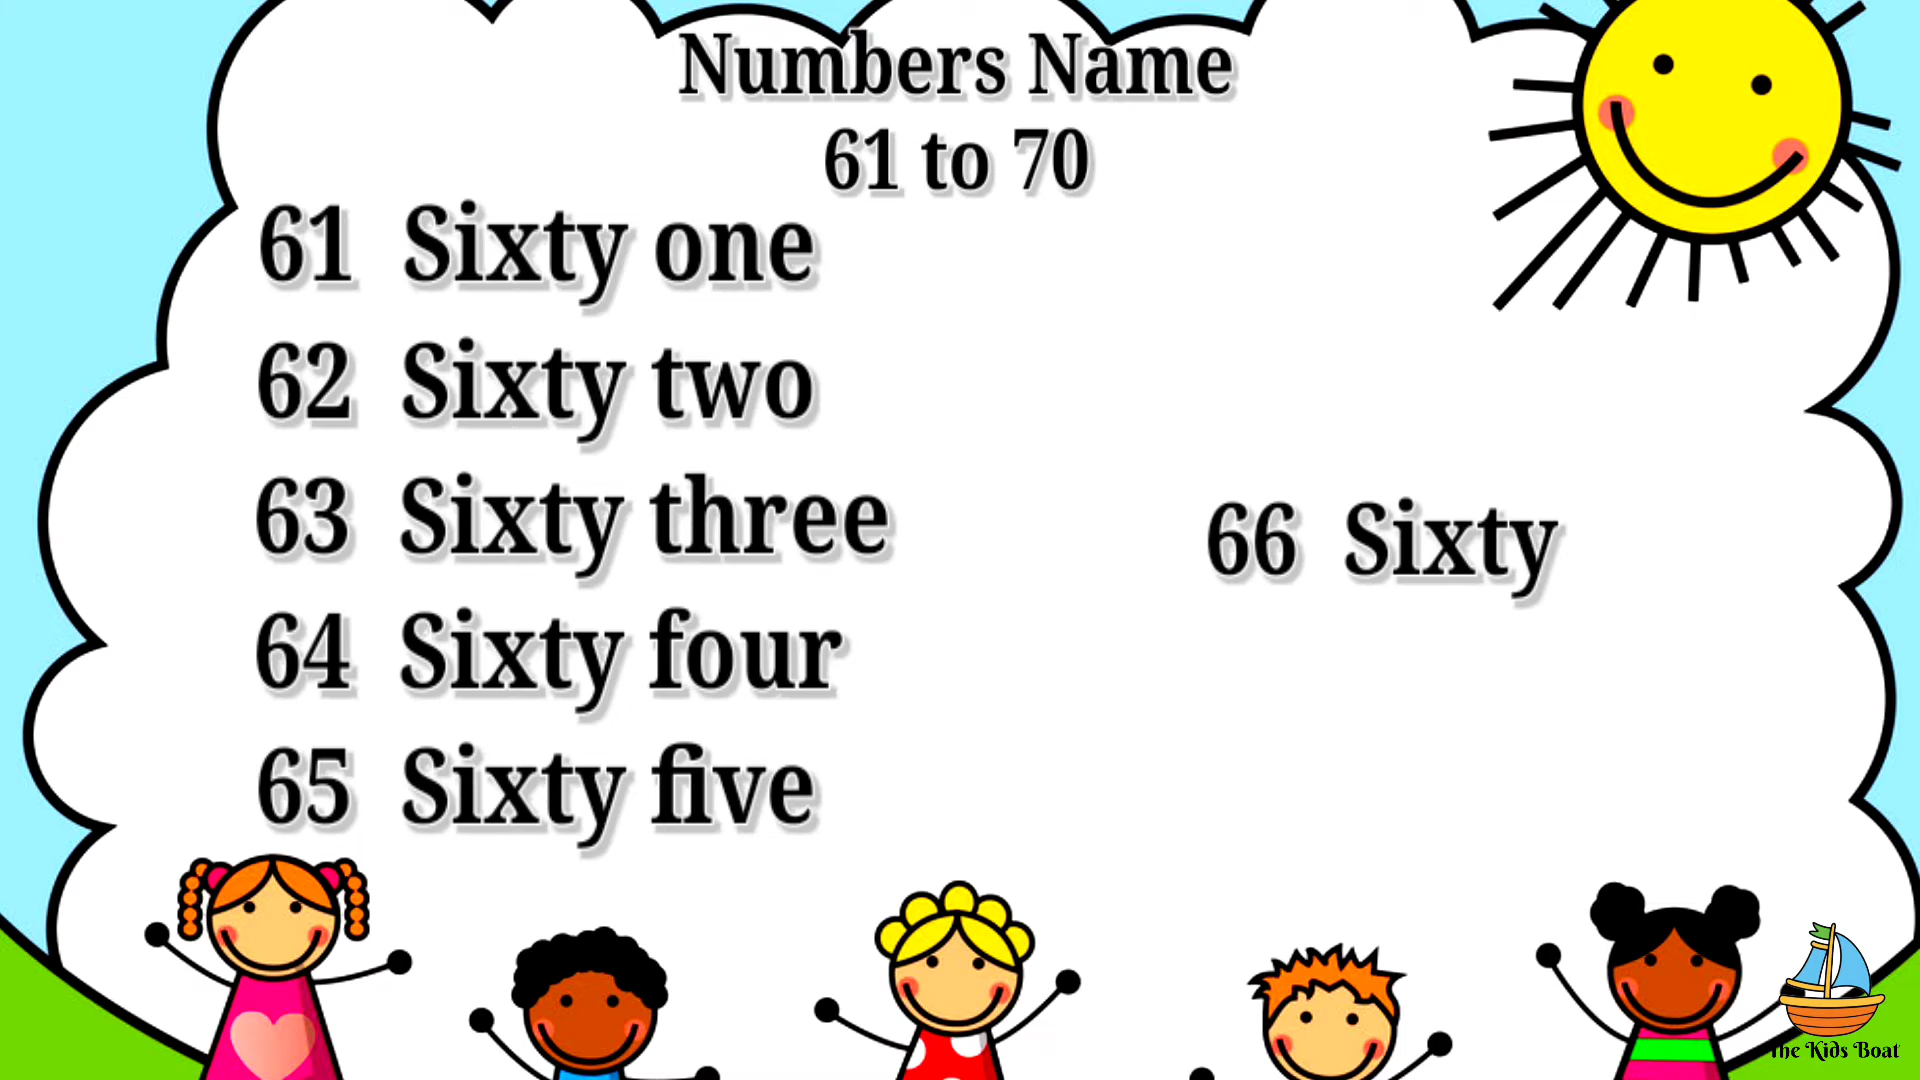 Numbers Name
61 to 70
61 Sixty one
62 Sixty two
63 Sixty three
64 Sixty four
65 Sixty five
66 Sixty
The Kids Boat